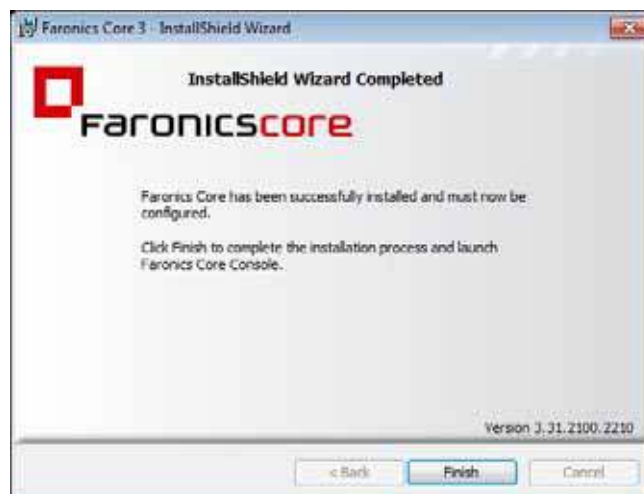 Faronics Core 3 - InstallShield Wizard
InstallShield Wizard Completed
FaronicsCore
Faronics Core has been successfully installed and must now be
configured.
Click Finish to complete the installation process and launch
Faronics Core Console.
Version 3.31.2100.2210
< Back
Finish
Cancel